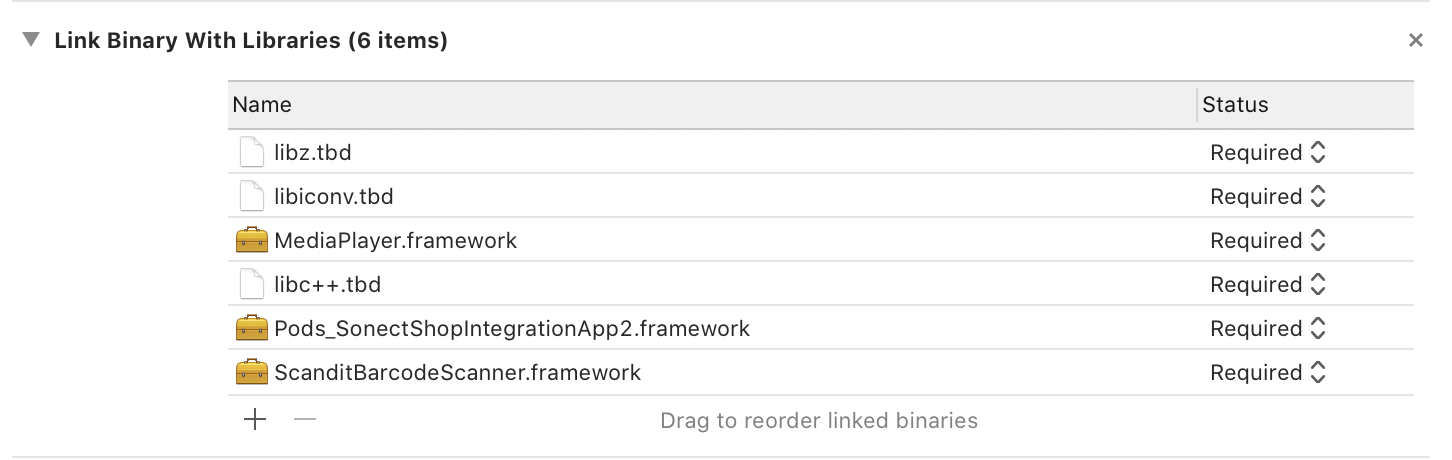 Link Binary With Libraries (6 items)
Name Status
libz.tbd Required
libiconv.tbd Required
MediaPlayer.framework Required
libc++.tbd Required
Pods_SonectShopIntegrationApp2.framework Required
ScanditBarcodeScanner.framework Required
Drag to reorder linked binaries